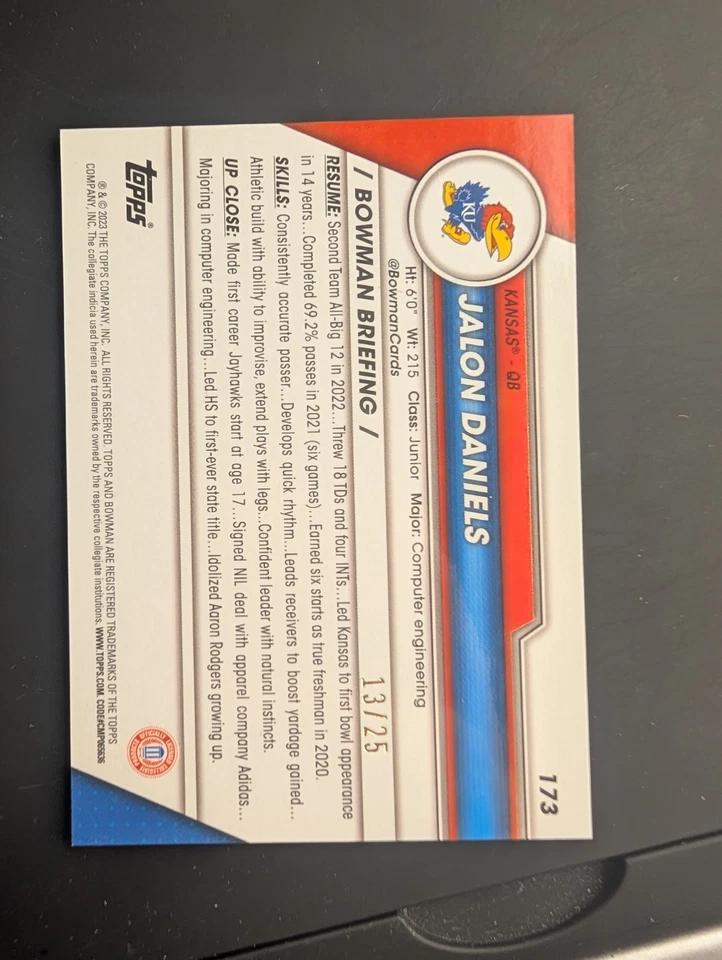 173
KANSAS® - QB
JALON DANIELS
KU
Ht: 6'0" Wt: 215 Class: Junior Major: Computer engineering
@BowmanCards
/ BOWMAN BRIEFING /
13/25
RESUME: Second Team All-Big 12 in 2022...Threw 18 TDs and four INTs...Led Kansas to first bowl appearance
in 14 years...Completed 69.2% passes in 2021 (six games)...Earned six starts as true freshman in 2020.
SKILLS: Consistently accurate passer...Develops quick rhythm...Leads receivers to boost yardage gained...
Athletic build with ability to improvise, extend plays with legs...Confident leader with natural instincts.
UP CLOSE: Made first career Jayhawks start at age 17...Signed NIL deal with apparel company Adidas...
Majoring in computer engineering...Led HS to first-ever state title...Idolized Aaron Rodgers growing up.
topps®
OFFICIALLY LICENSED COLLEGIATE PRODUCTS
® & © 2023 THE TOPPS COMPANY, INC. ALL RIGHTS RESERVED. TOPPS AND BOWMAN ARE REGISTERED TRADEMARKS OF THE TOPPS
COMPANY, INC. The collegiate indicia used herein are trademarks owned by the respective collegiate institutions. WWW.TOPPS.COM. CODE#CMP065636